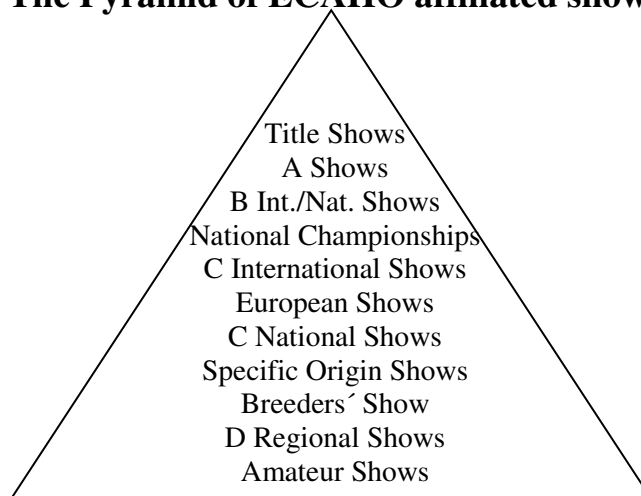 The Pyramid of ECAHO affiliated show
Title Shows
A Shows
B Int./Nat. Shows
National Championships
C International Shows
European Shows
C National Shows
Specific Origin Shows
Breeders´ Show
D Regional Shows
Amateur Shows